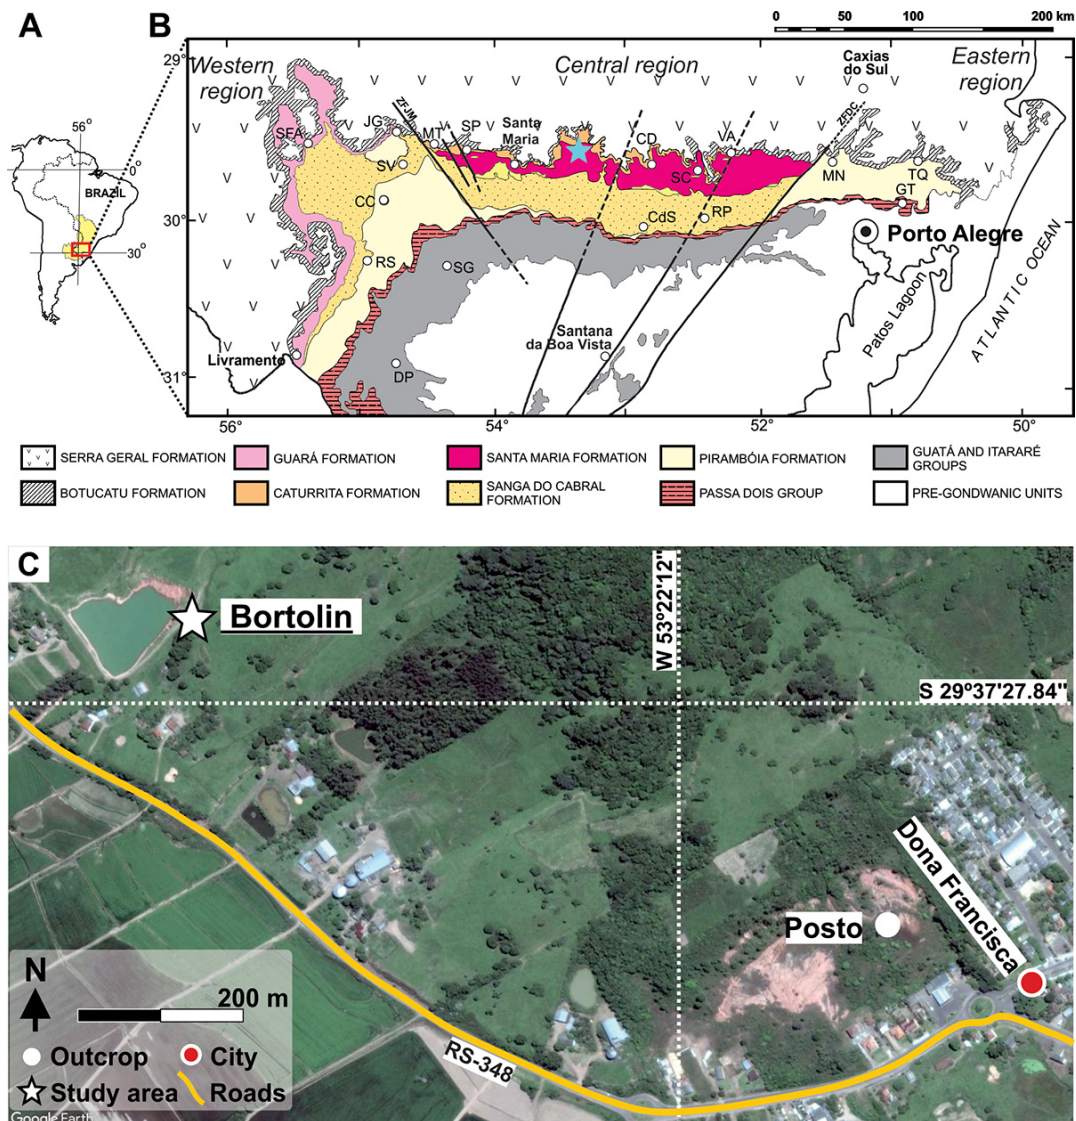 A
B
0 50 100 200 km
56°
0°
BRAZIL
30°
29°
30°
31°
56°
54°
52°
50°
Western
region
Central region
Eastern
region
Caxias
do Sul
SFA
JG
ZFJM
MT
SP
Santa
Maria
CD
VA
ZFDC
SV
SC
MN
TQ
GT
CC
CdS
RP
Porto Alegre
RS
SG
Santana
da Boa Vista
Livramento
DP
Patos Lagoon
ATLANTIC OCEAN
SERRA GERAL FORMATION
GUARÁ FORMATION
SANTA MARIA FORMATION
PIRAMBÓIA FORMATION
GUATÁ AND ITARARÉ
GROUPS
BOTUCATU FORMATION
CATURRITA FORMATION
SANGA DO CABRAL
FORMATION
PASSA DOIS GROUP
PRE-GONDWANIC UNITS
C
Bortolin
W 53º22'12"
S 29º37'27.84"
Dona Francisca
Posto
RS-348
N
200 m
Outcrop
City
Study area
Roads
Google Earth